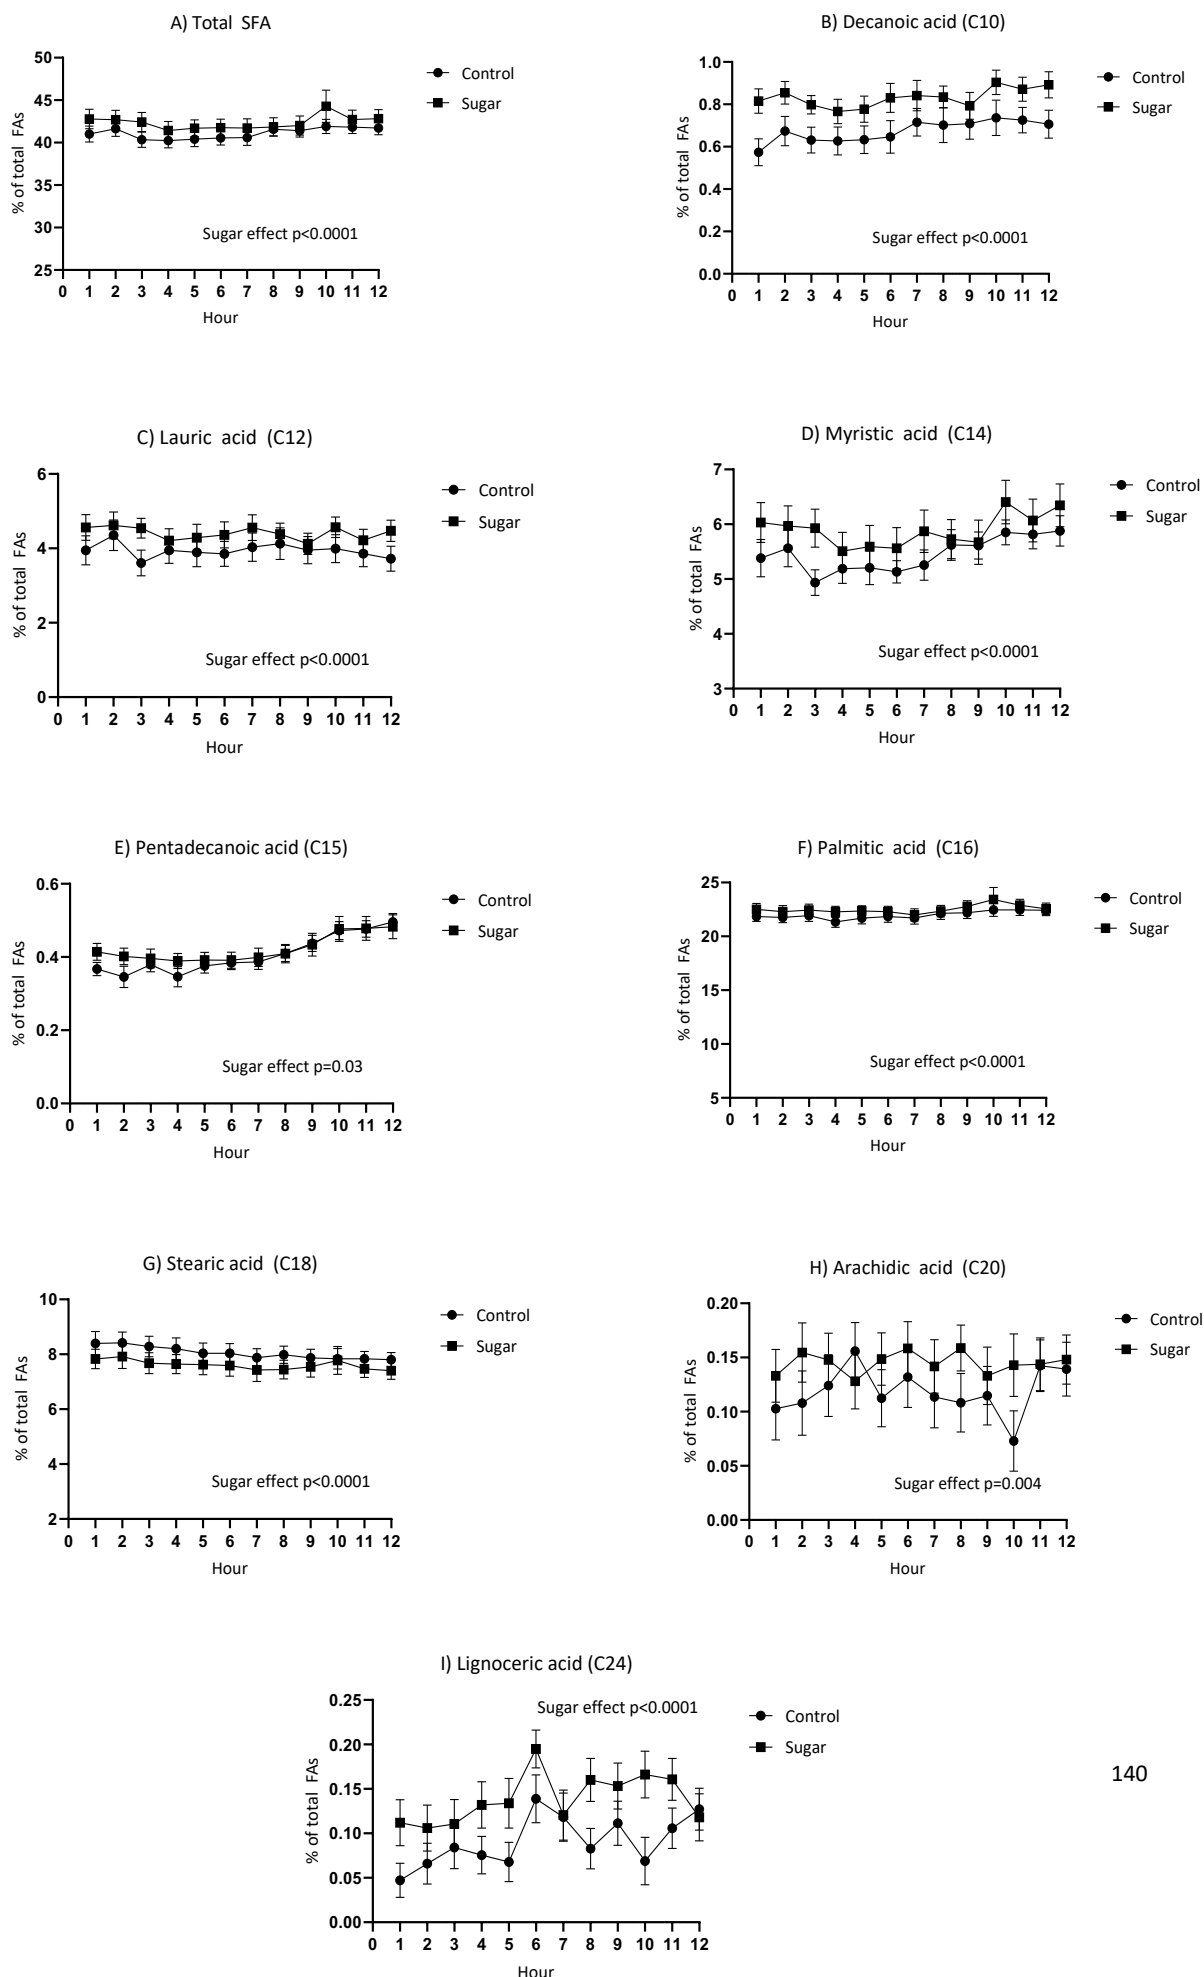 A) Total SFA
50
45
40
35
30
25
0 1 2 3 4 5 6 7 8 9 10 11 12
% of total FAs
Hour
Control
Sugar
Sugar effect p<0.0001
B) Decanoic acid (C10)
1.0
0.8
0.6
0.4
0.2
0.0
0 1 2 3 4 5 6 7 8 9 10 11 12
% of total FAs
Hour
Control
Sugar
Sugar effect p<0.0001
C) Lauric acid (C12)
6
4
2
0
0 1 2 3 4 5 6 7 8 9 10 11 12
% of total FAs
Hour
Control
Sugar
Sugar effect p<0.0001
D) Myristic acid (C14)
7
6
5
4
3
0 1 2 3 4 5 6 7 8 9 10 11 12
% of total FAs
Hour
Control
Sugar
Sugar effect p<0.0001
E) Pentadecanoic acid (C15)
0.6
0.4
0.2
0.0
0 1 2 3 4 5 6 7 8 9 10 11 12
% of total FAs
Hour
Control
Sugar
Sugar effect p=0.03
F) Palmitic acid (C16)
25
20
15
10
5
0 1 2 3 4 5 6 7 8 9 10 11 12
% of total FAs
Hour
Control
Sugar
Sugar effect p<0.0001
G) Stearic acid (C18)
10
8
6
4
2
0 1 2 3 4 5 6 7 8 9 10 11 12
% of total FAs
Hour
Control
Sugar
Sugar effect p<0.0001
H) Arachidic acid (C20)
0.20
0.15
0.10
0.05
0.00
0 1 2 3 4 5 6 7 8 9 10 11 12
% of total FAs
Hour
Control
Sugar
Sugar effect p=0.004
I) Lignoceric acid (C24)
0.25
0.20
0.15
0.10
0.05
0.00
0 1 2 3 4 5 6 7 8 9 10 11 12
% of total FAs
Hour
Sugar effect p<0.0001
Control
Sugar
140